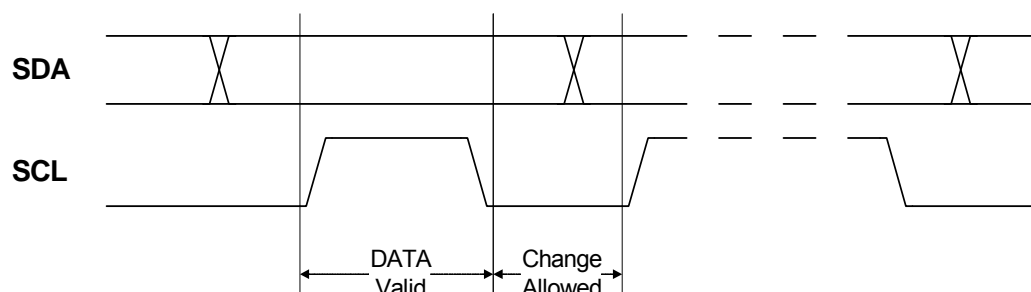 SDA
SCL
DATA
Valid
Change
Allowed